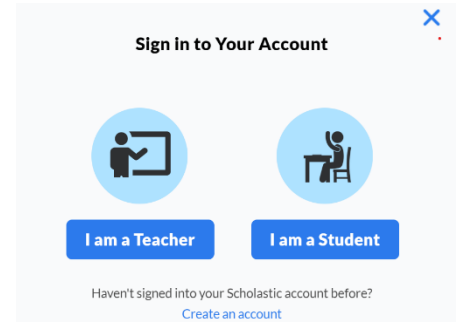 Sign in to Your Account
I am a Teacher
I am a Student
Haven't signed into your Scholastic account before?
Create an account